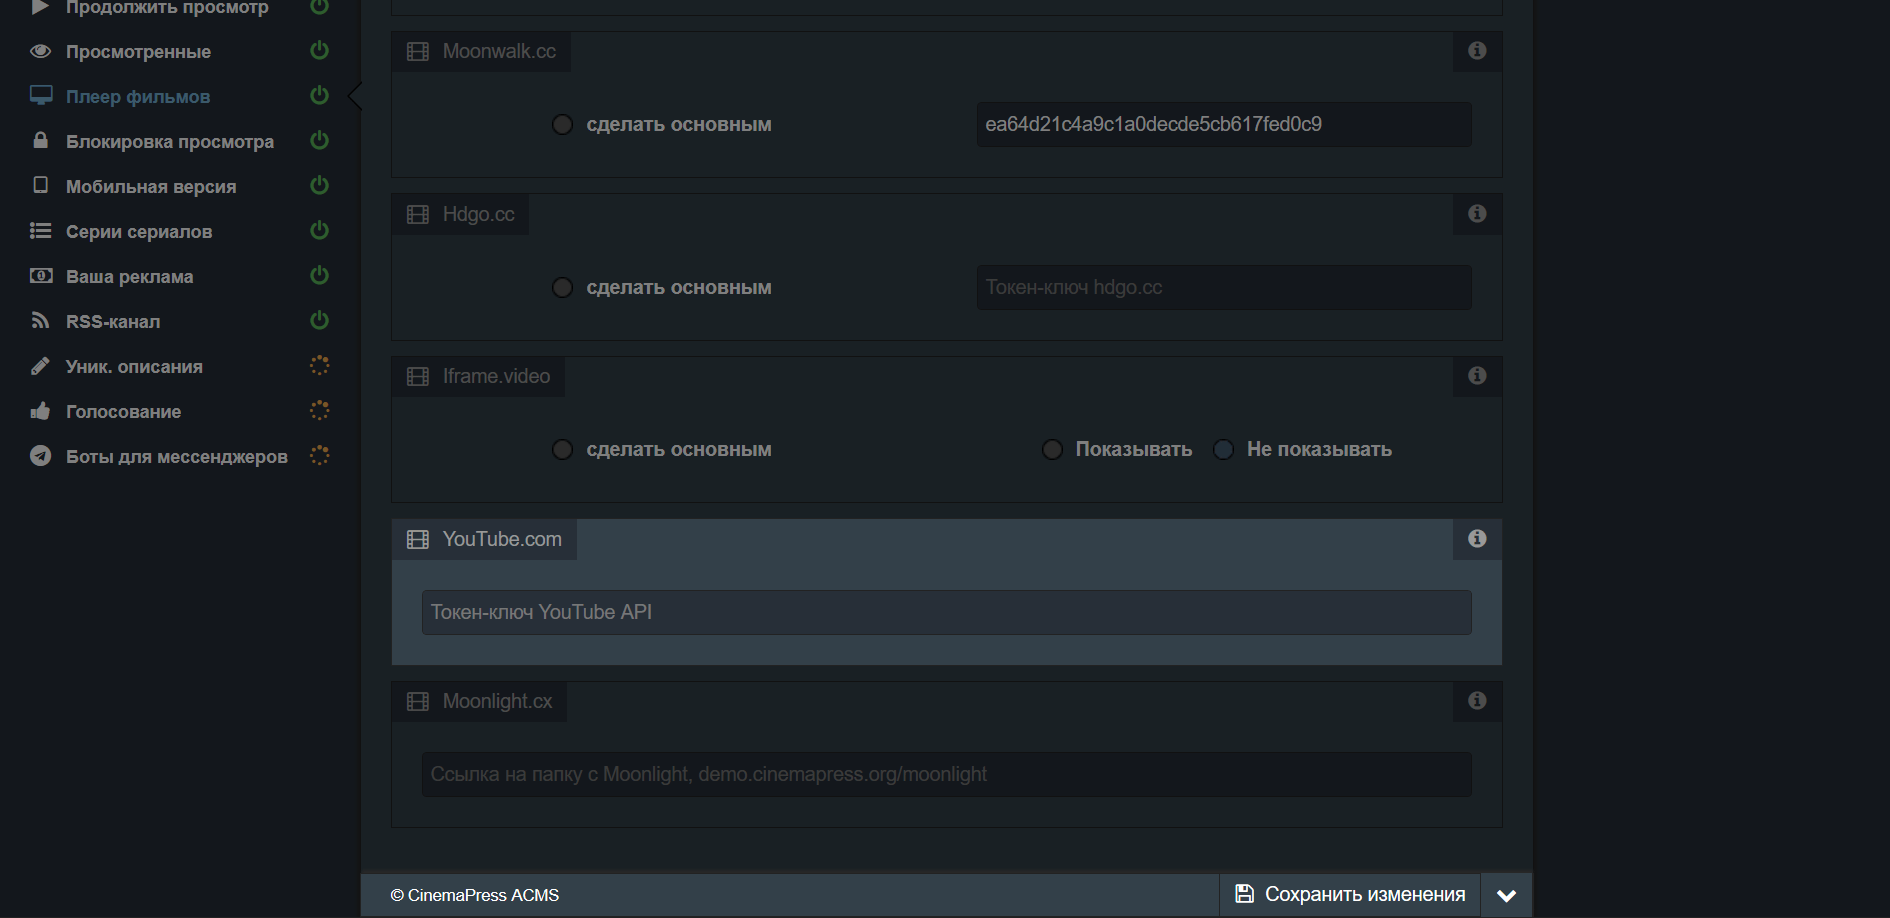 Продолжить просмотр
Просмотренные
Плеер фильмов
Блокировка просмотра
Мобильная версия
Серии сериалов
Ваша реклама
RSS-канал
Уник. описания
Голосование
Боты для мессенджеров
Moonwalk.cc
сделать основным
ea64d21c4a9c1a0decde5cb617fed0c9
Hdgo.cc
сделать основным
Токен-ключ hdgo.cc
Iframe.video
сделать основным
Показывать
Не показывать
YouTube.com
Токен-ключ YouTube API
Moonlight.cx
Ссылка на папку с Moonlight, demo.cinemapress.org/moonlight
© CinemaPress ACMS
Сохранить изменения